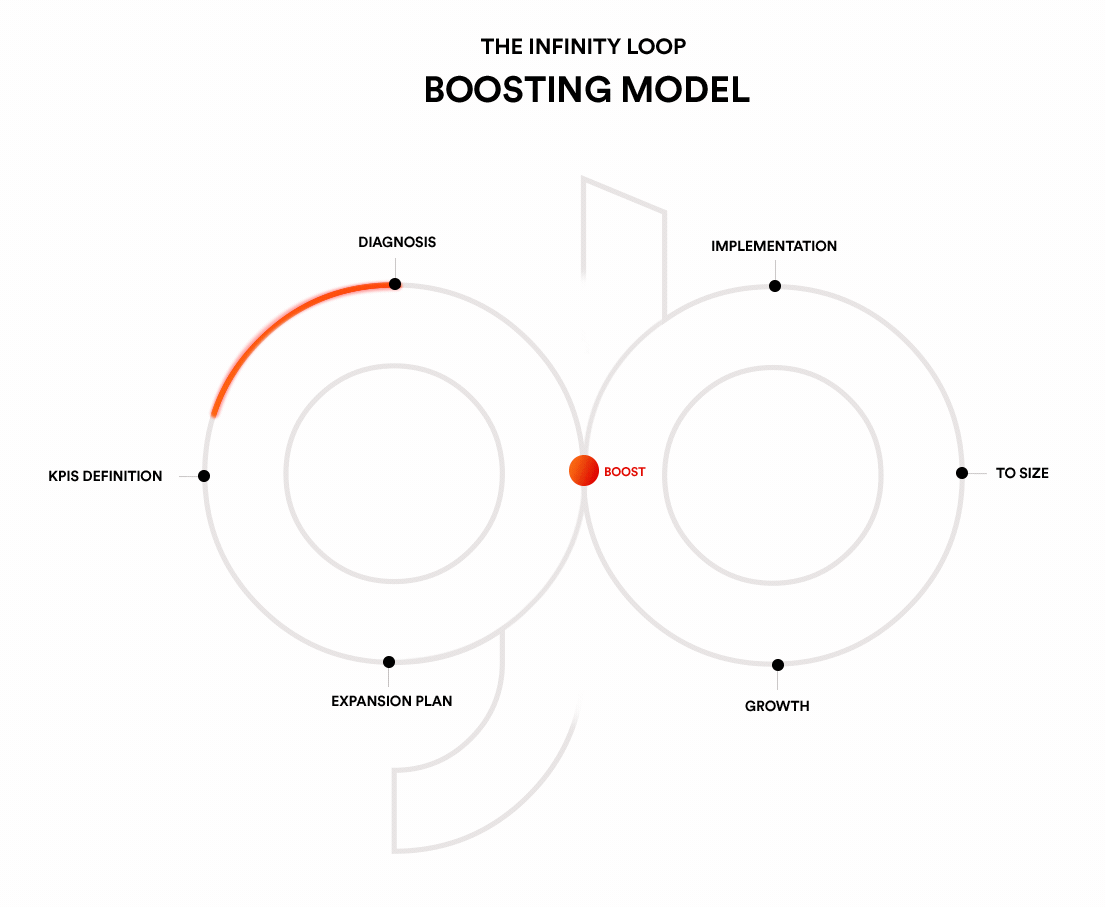 THE INFINITY LOOP
BOOSTING MODEL
DIAGNOSIS
IMPLEMENTATION
KPIS DEFINITION
BOOST
TO SIZE
EXPANSION PLAN
GROWTH